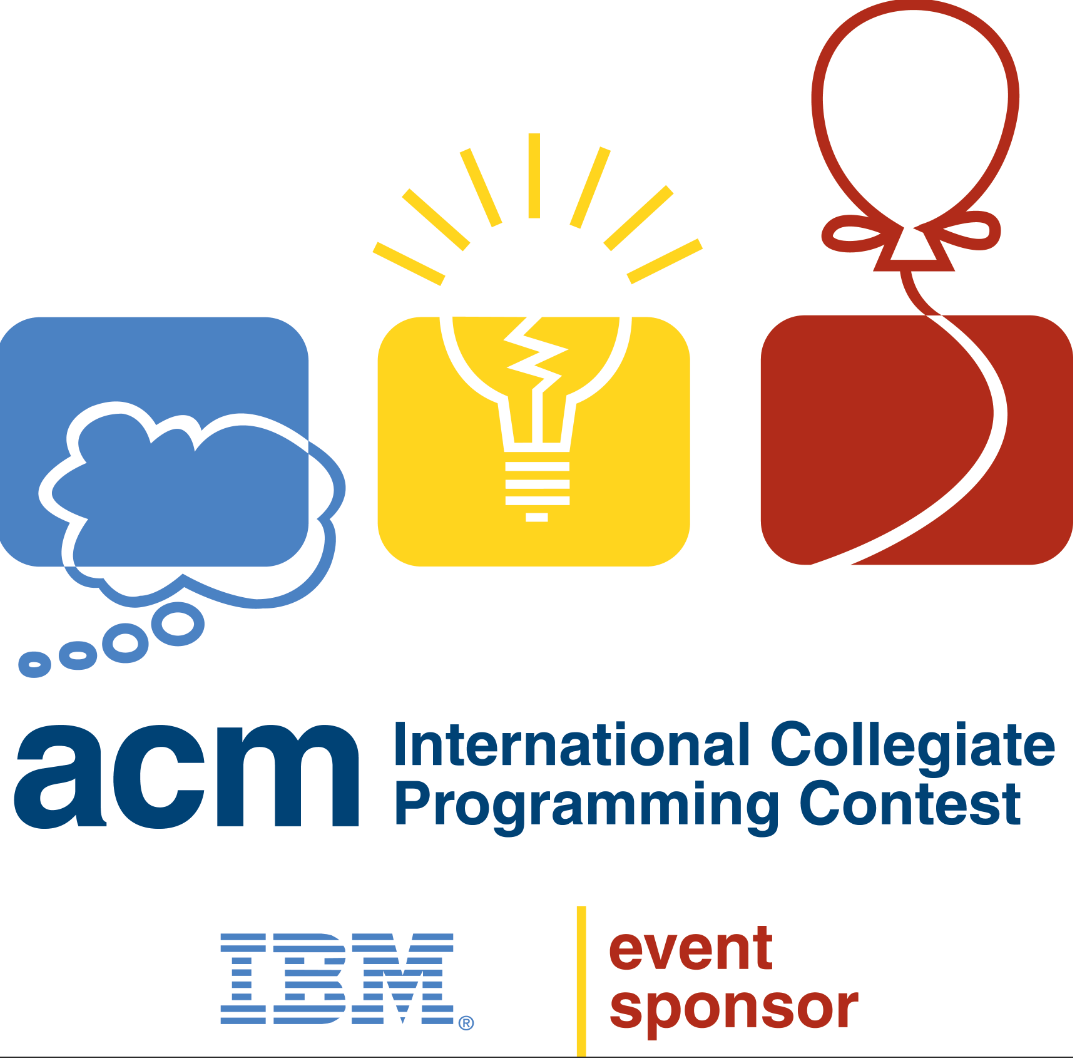 acm
International Collegiate
Programming Contest
IBM®
event
sponsor